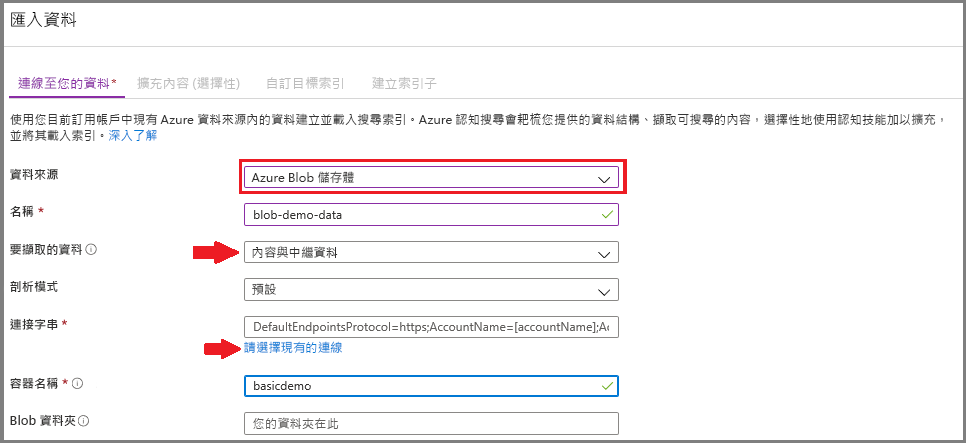 匯入資料
連線至您的資料* 擴充內容 (選擇性) 自訂目標索引 建立索引子
使用您目前訂用帳戶中現有 Azure 資料來源內的資料建立並載入搜尋索引。Azure 認知搜尋會耙梳您提供的資料結構、擷取可搜尋的內容，選擇性地使用認知技能加以擴充，
並將其載入索引。深入了解
資料來源 Azure Blob 儲存體
名稱 * blob-demo-data
要擷取的資料 內容與中繼資料
剖析模式 預設
連接字串 * DefaultEndpointsProtocol=https;AccountName=[accountName];Ac
請選擇現有的連線
容器名稱 * basicdemo
Blob 資料夾 您的資料夾在此